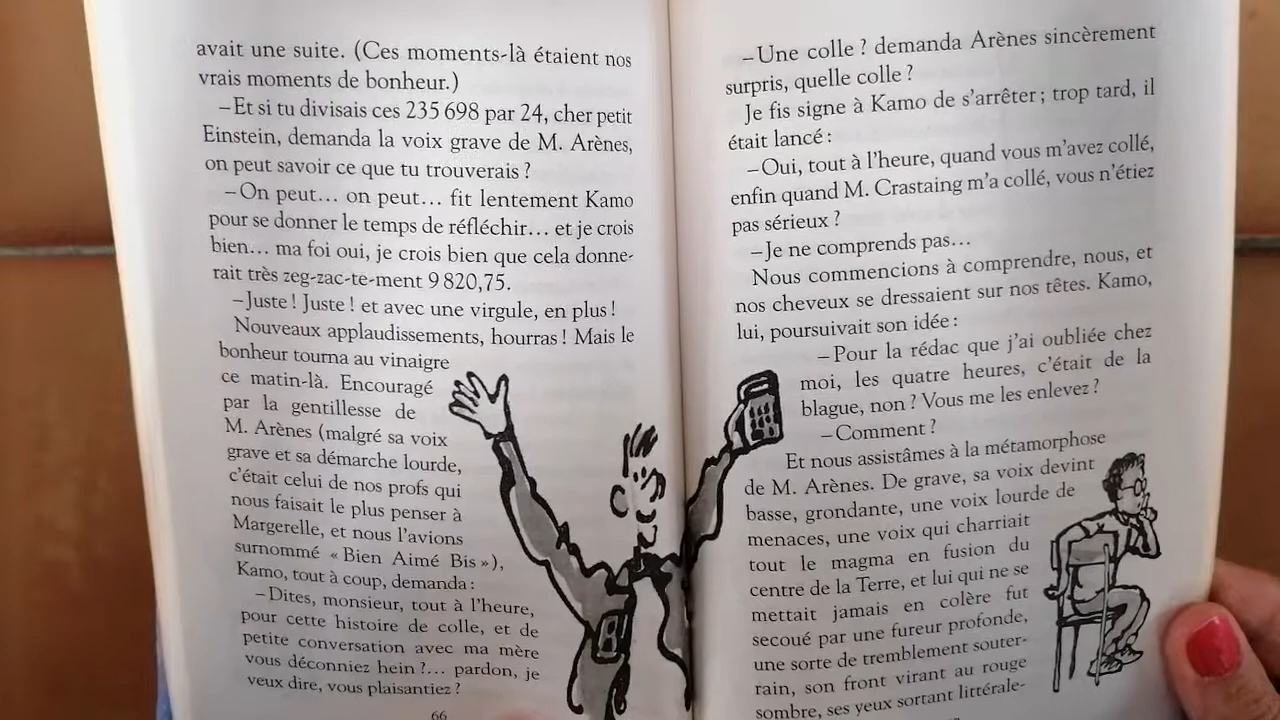 avait une suite. (Ces moments-là étaient nos
vrais moments de bonheur.)
– Et si tu divisais ces 235 698 par 24, cher petit
Einstein, demanda la voix grave de M. Arènes,
on peut savoir ce que tu trouverais ?
– On peut… on peut… fit lentement Kamo
pour se donner le temps de réfléchir… et je crois
bien… ma foi oui, je crois bien que cela donne-
rait très zeg-zac-te-ment 9 820,75.
– Juste ! Juste ! et avec une virgule, en plus !
Nouveaux applaudissements, hourras ! Mais le
bonheur tourna au vinaigre
ce matin-là. Encouragé
par la gentillesse de
M. Arènes (malgré sa voix
grave et sa démarche lourde,
c'était celui de nos profs qui
nous faisait le plus penser à
Margerelle, et nous l'avions
surnommé « Bien Aimé Bis »),
Kamo, tout à coup, demanda :
– Dites, monsieur, tout à l'heure,
pour cette histoire de colle, et de
petite conversation avec ma mère
vous déconniez hein ?… pardon, je
veux dire, vous plaisantiez ?
66
– Une colle ? demanda Arènes sincèrement
surpris, quelle colle ?
Je fis signe à Kamo de s'arrêter ; trop tard, il
était lancé :
– Oui, tout à l'heure, quand vous m'avez collé,
enfin quand M. Crastaing m'a collé, vous n'étiez
pas sérieux ?
– Je ne comprends pas…
Nous commencions à comprendre, nous, et
nos cheveux se dressaient sur nos têtes. Kamo,
lui, poursuivait son idée :
– Pour la rédac que j'ai oubliée chez
moi, les quatre heures, c'était de la
blague, non ? Vous me les enlevez ?
– Comment ?
Et nous assistâmes à la métamorphose
de M. Arènes. De grave, sa voix devint
basse, grondante, une voix lourde de
menaces, une voix qui charriait
tout le magma en fusion du
centre de la Terre, et lui qui ne se
mettait jamais en colère fut
secoué par une fureur profonde,
une sorte de tremblement souter-
rain, son front virant au rouge
sombre, ses yeux sortant littérale-